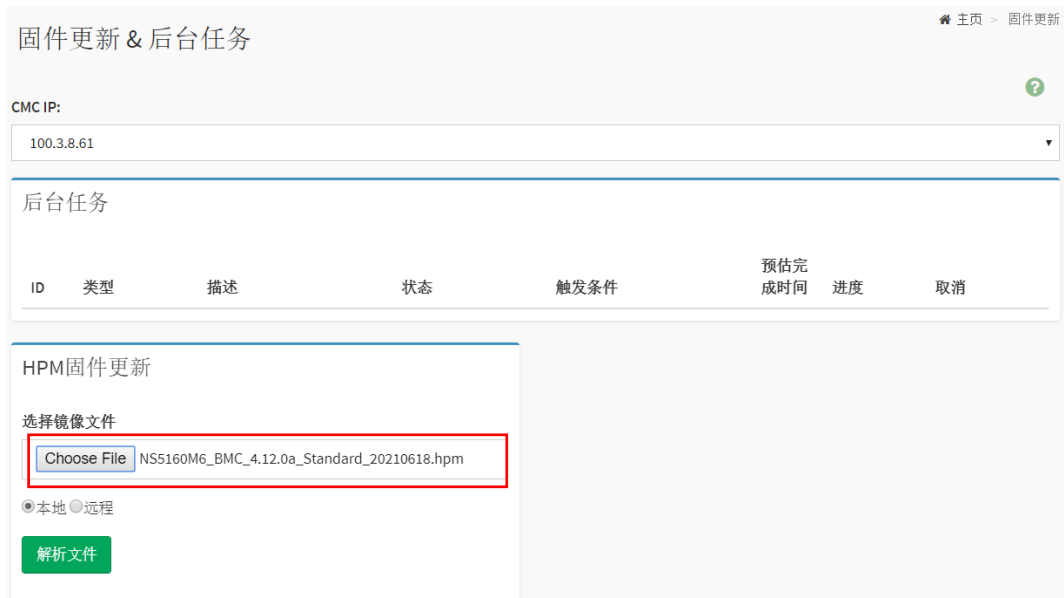 主页 > 固件更新
固件更新 & 后台任务
CMC IP:
100.3.8.61
后台任务
ID 类型 描述 状态 触发条件 预估完成时间 进度 取消
HPM固件更新
选择镜像文件
Choose File NS5160M6_BMC_4.12.0a_Standard_20210618.hpm
本地 远程
解析文件